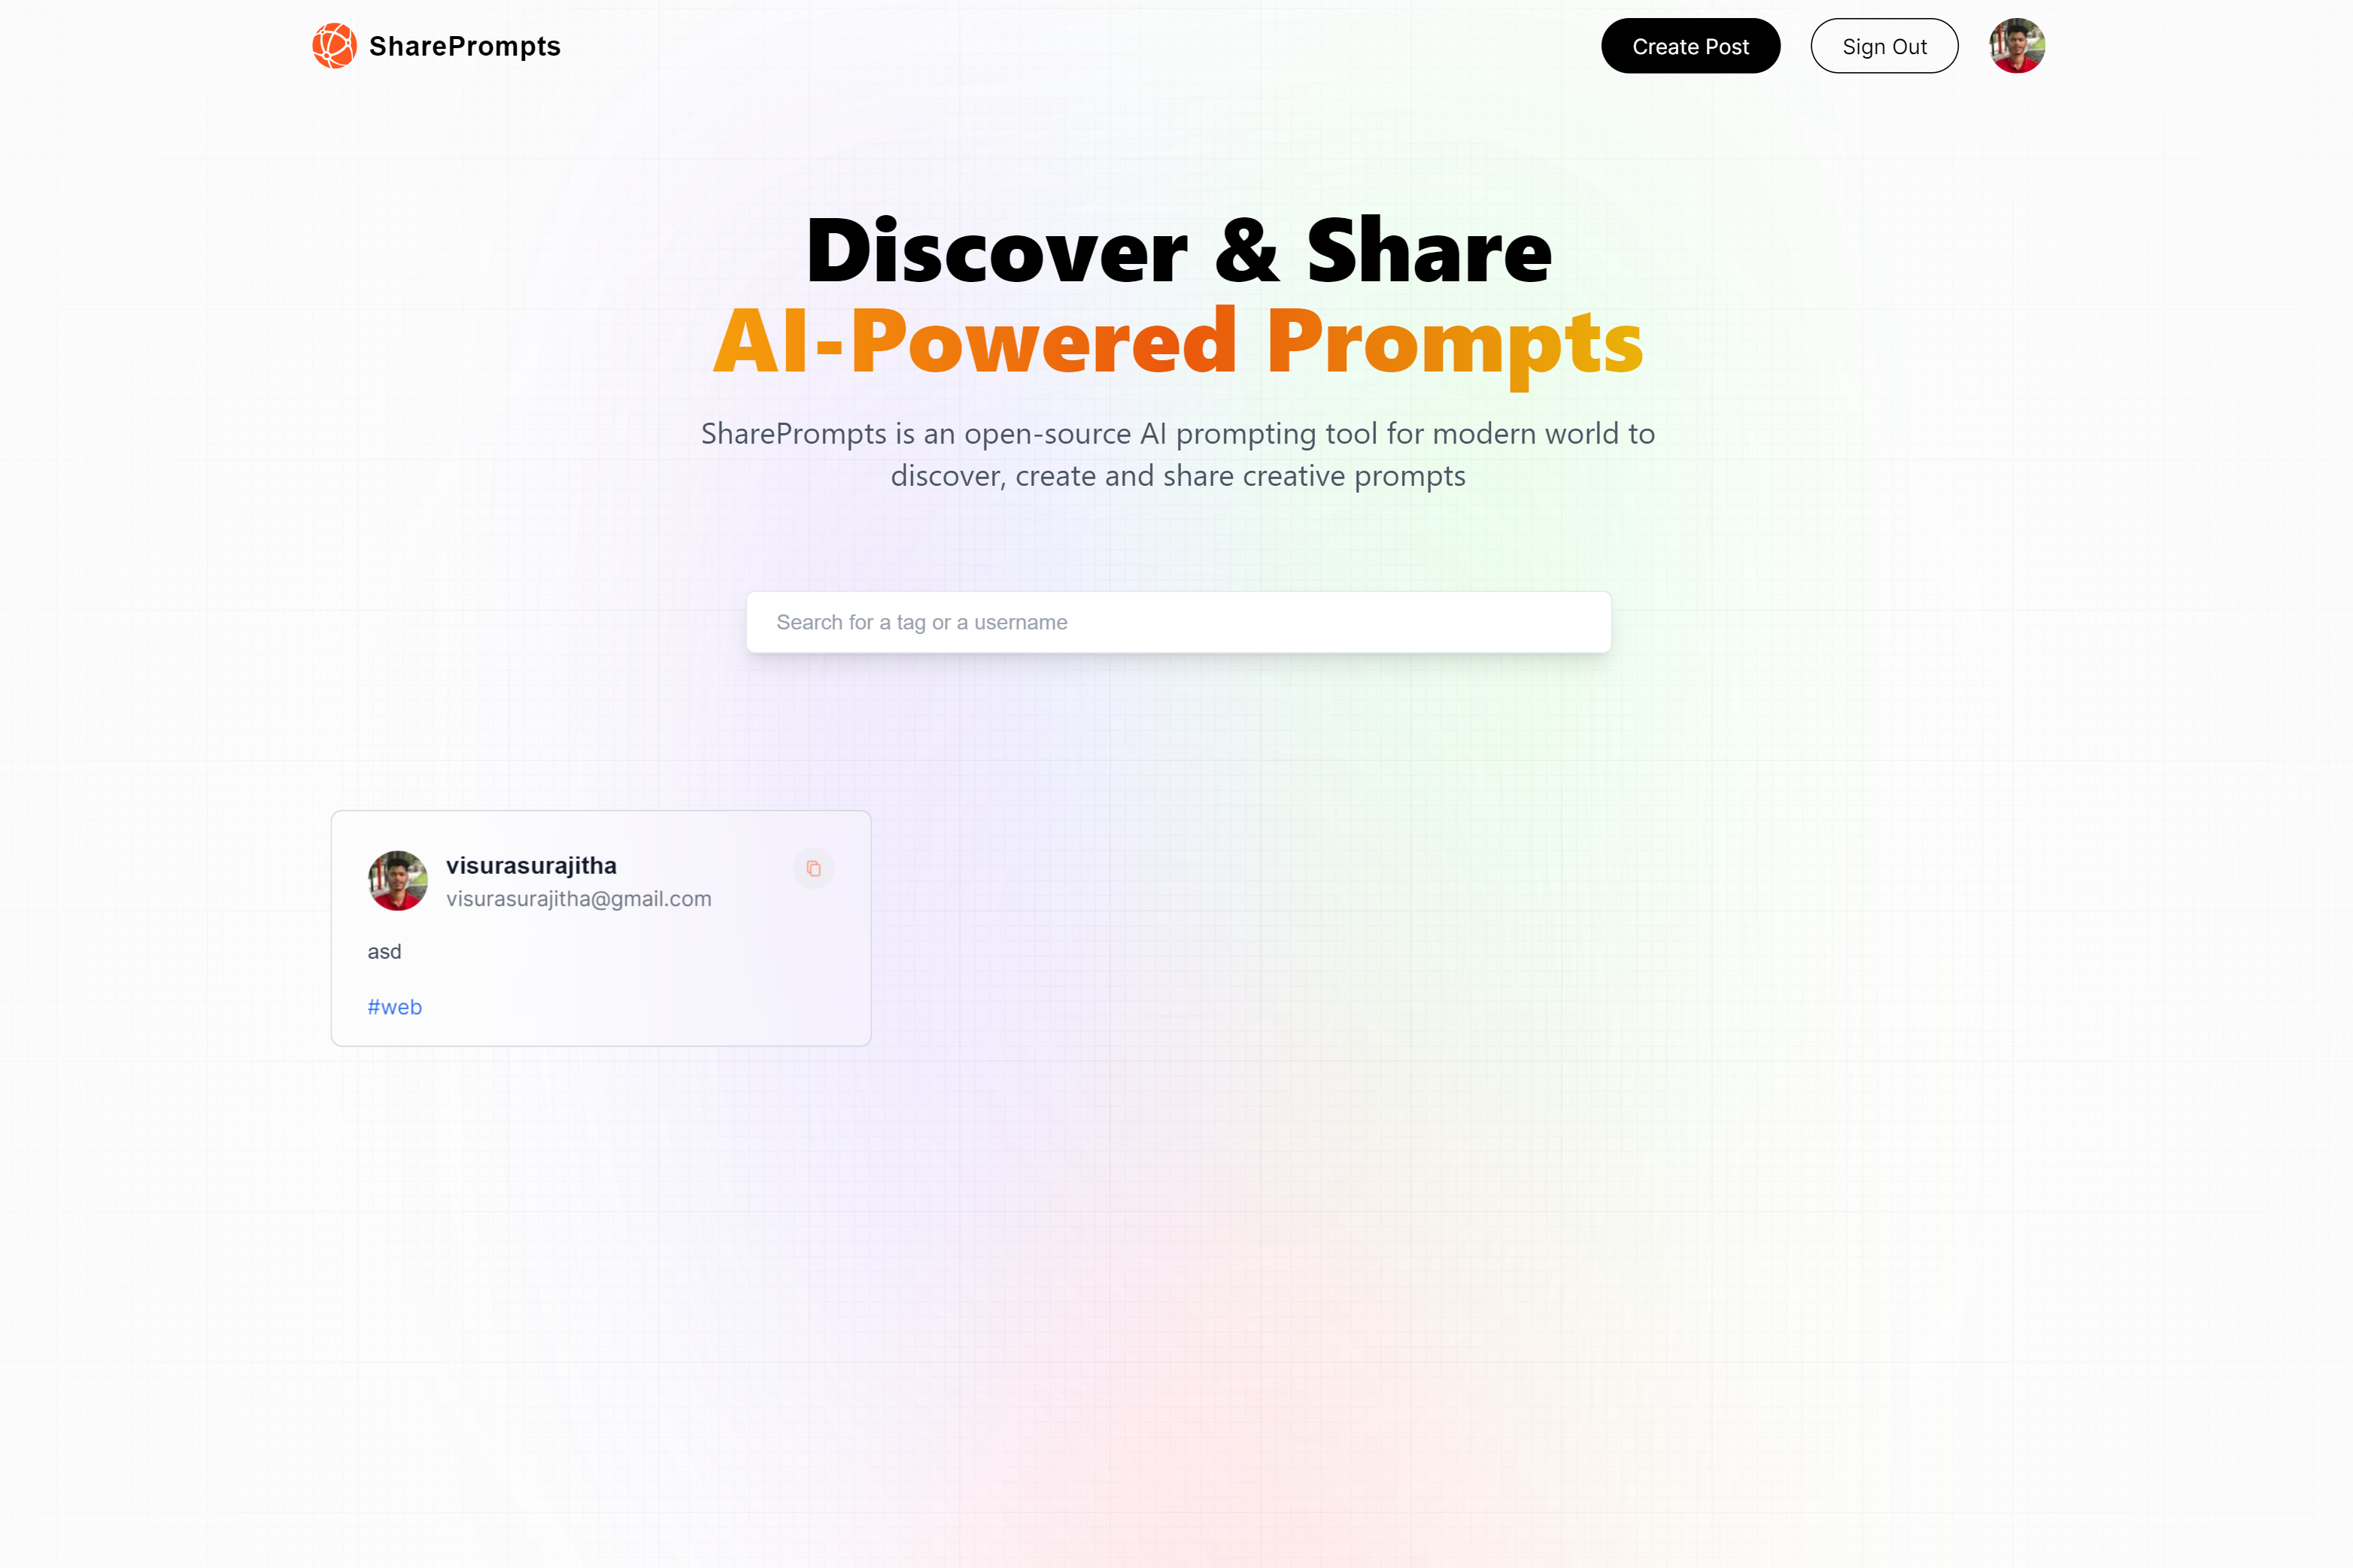 SharePrompts
Create Post
Sign Out
Discover & Share
AI-Powered Prompts
SharePrompts is an open-source AI prompting tool for modern world to
discover, create and share creative prompts
Search for a tag or a username
visurasurajitha
visurasurajitha@gmail.com
asd
#web